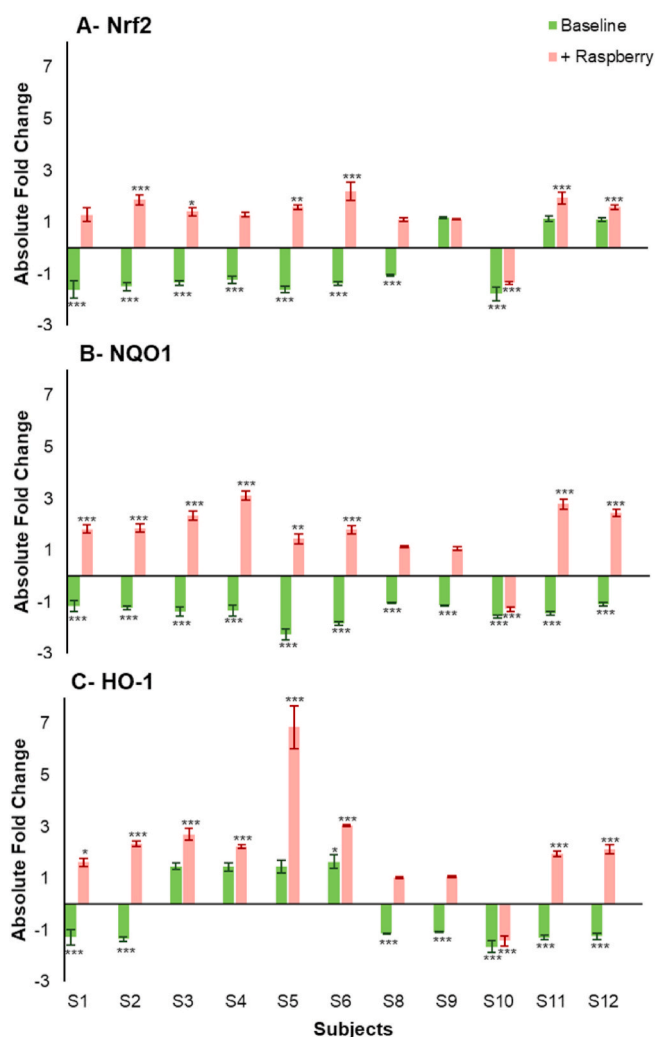 A- Nrf2
Baseline
+ Raspberry
Absolute Fold Change
7
5
3
1
-1
-3
*** *** * ** *** *** ***
*** *** *** *** *** *** *** *** ***
B- NQO1
Absolute Fold Change
7
5
3
1
-1
-3
*** *** *** *** ** *** *** ***
*** *** *** *** *** *** *** *** *** *** *** ***
C- HO-1
Absolute Fold Change
7
5
3
1
-1
-3
* *** *** *** *** * *** *** ***
*** *** *** *** *** *** *** ***
S1 S2 S3 S4 S5 S6 S8 S9 S10 S11 S12
Subjects